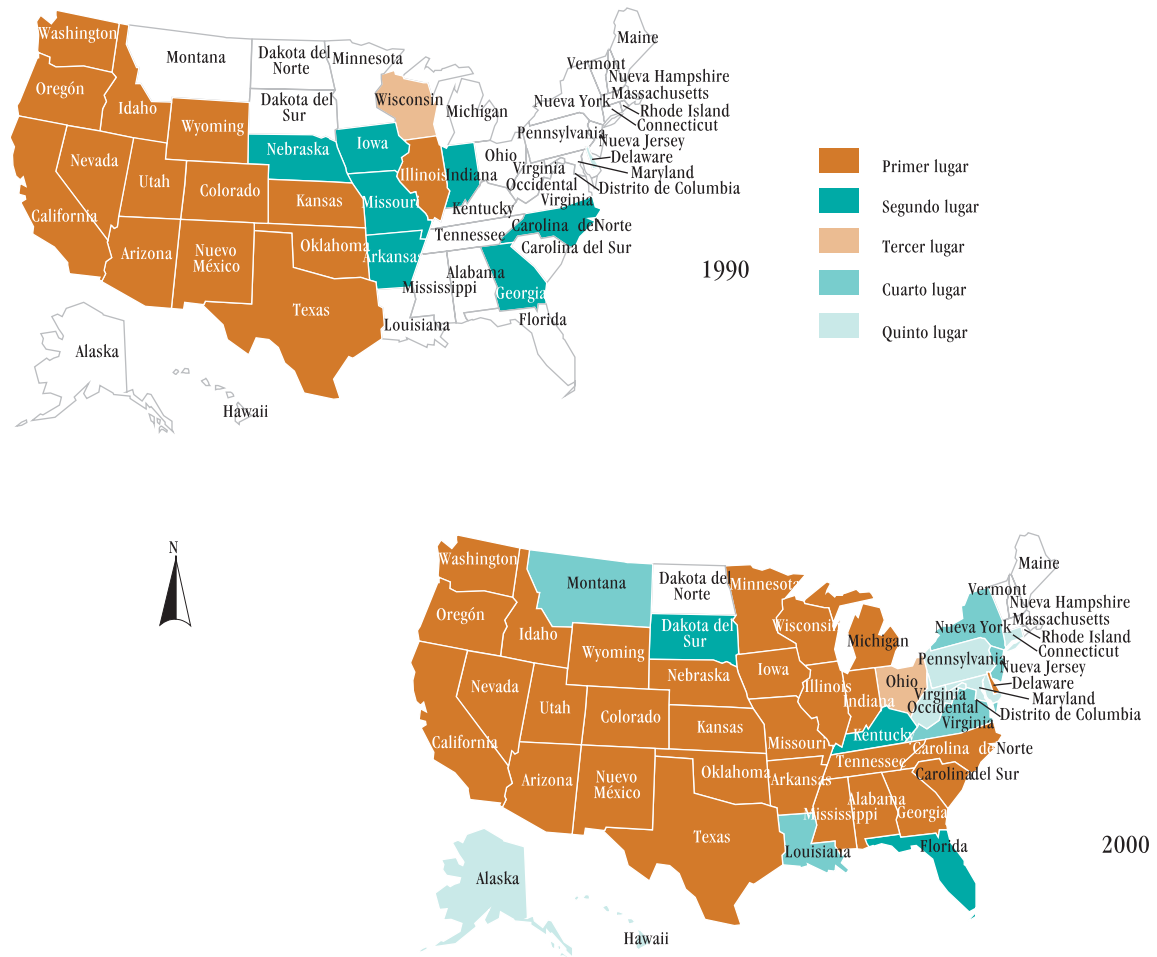 Washington
Montana
Dakota del
Norte
Minnesota
Maine
Vermont
Nueva Hampshire
Oregón
Idaho
Dakota del
Sur
Wisconsin
Michigan
Nueva York
Massachusetts
Rhode Island
Connecticut
Wyoming
Nebraska
Iowa
Pennsylvania
Nueva Jersey
Nevada
Utah
Colorado
Kansas
Missouri
Illinois
Indiana
Ohio
Virginia
Occidental
Delaware
Maryland
Distrito de Columbia
Virginia
Kentucky
California
Arizona
Nuevo
México
Oklahoma
Arkansas
Tennessee
Carolina de Norte
Carolina del Sur
Texas
Mississippi
Alabama
Georgia
Louisiana
Florida
Alaska
Hawaii
1990
Primer lugar
Segundo lugar
Tercer lugar
Cuarto lugar
Quinto lugar
N
Washington
Montana
Dakota del
Norte
Minnesota
Maine
Vermont
Nueva Hampshire
Oregón
Idaho
Dakota del
Sur
Wisconsin
Michigan
Nueva York
Massachusetts
Rhode Island
Connecticut
Wyoming
Nebraska
Iowa
Pennsylvania
Nueva Jersey
Nevada
Utah
Colorado
Kansas
Missouri
Illinois
Indiana
Ohio
Virginia
Occidental
Delaware
Maryland
Distrito de Columbia
Virginia
Kentucky
California
Arizona
Nuevo
México
Oklahoma
Arkansas
Tennessee
Carolina de Norte
Carolina del Sur
Texas
Mississippi
Alabama
Georgia
Louisiana
Florida
Alaska
Hawaii
2000